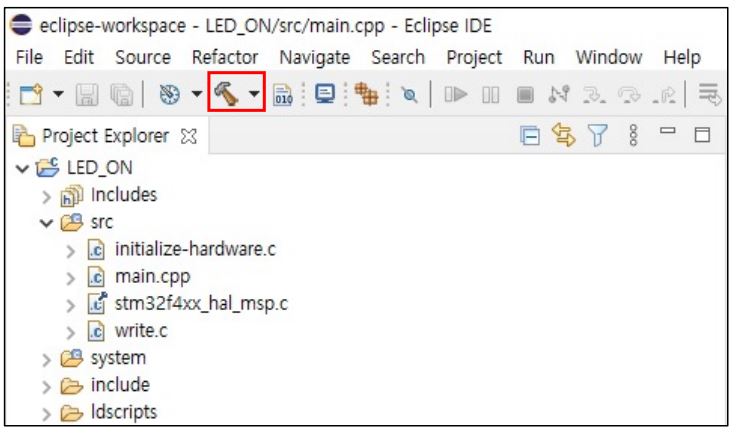 eclipse-workspace - LED_ON/src/main.cpp - Eclipse IDE
File Edit Source Refactor Navigate Search Project Run Window Help
010
Project Explorer
LED_ON
Includes
src
initialize-hardware.c
main.cpp
stm32f4xx_hal_msp.c
write.c
system
include
ldscripts